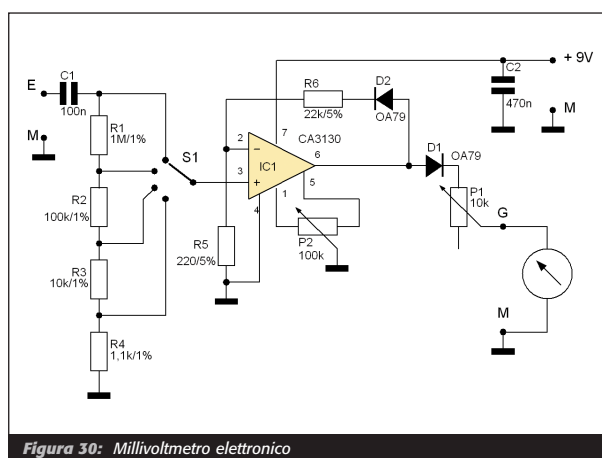 C2
+ 9V
470n
M
E
C1
100n
R6
22k/5%
D2
OA79
M
R1
1M/1%
S1
2
7
CA3130
IC1
6
3
1
5
4
D1
OA79
P1
10k
G
R2
100k/1%
R5
220/5%
P2
100k
R3
10k/1%
M
R4
1,1k/1%
Figura 30: Millivoltmetro elettronico